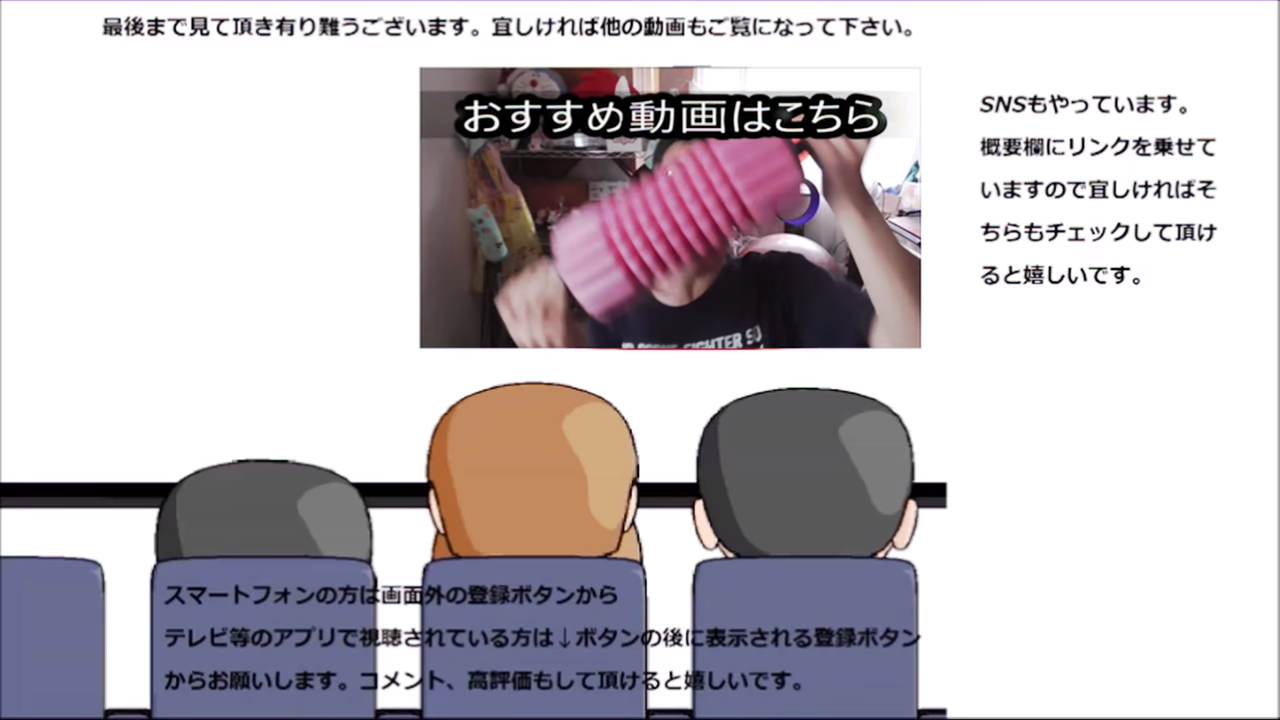 最後まで見て頂き有り難うございます。宜しければ他の動画もご覧になって下さい。
おすすめ動画はこちら
SNSもやっています。
概要欄にリンクを乗せて
いますので宜しければそ
ちらもチェックして頂け
ると嬉しいです。
スマートフォンの方は画面外の登録ボタンから
テレビ等のアプリで視聴されている方は↓ボタンの後に表示される登録ボタン
からお願いします。コメント、高評価もして頂けると嬉しいです。